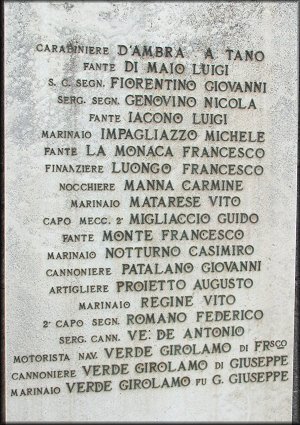 CARABINIERE D'AMBRA A TANO
FANTE DI MAIO LUIGI
S. C. SEGN. FIORENTINO GIOVANNI
SERG. SEGN. GENOVINO NICOLA
FANTE IACONO LUIGI
MARINAIO IMPAGLIAZZO MICHELE
FANTE LA MONACA FRANCESCO
FINANZIERE LUONGO FRANCESCO
NOCCHIERE MANNA CARMINE
MARINAIO MATARESE VITO
CAPO MECC. 2ª MIGLIACCIO GUIDO
FANTE MONTE FRANCESCO
MARINAIO NOTTURNO CASIMIRO
CANNONIERE PATALANO GIOVANNI
ARTIGLIERE PROIETTO AUGUSTO
MARINAIO REGINE VITO
2º CAPO SEGN. ROMANO FEDERICO
SERG. CANN. VE: DE ANTONIO
MOTORISTA NAV. VERDE GIROLAMO DI FRSCO
CANNONIERE VERDE GIROLAMO DI GIUSEPPE
MARINAIO VERDE GIROLAMO FU G. GIUSEPPE